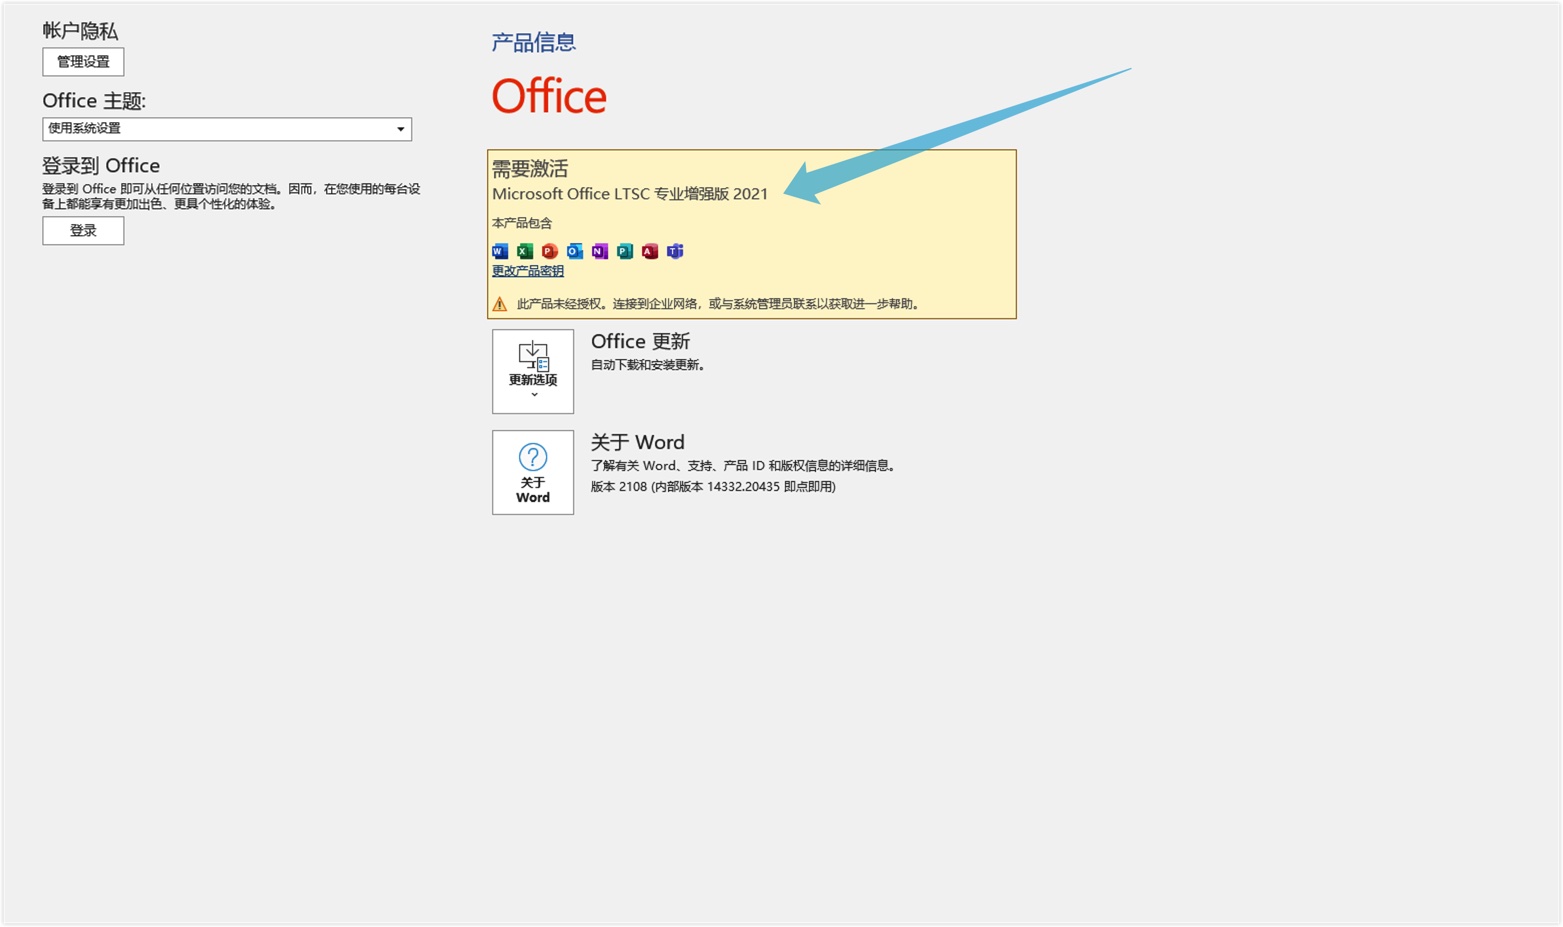 帐户隐私
管理设置
Office 主题:
使用系统设置
登录到 Office
登录到 Office 即可从任何位置访问您的文档。因而，在您使用的每台设
备上都能享有更加出色、更具个性化的体验。
登录
产品信息
Office
需要激活
Microsoft Office LTSC 专业增强版 2021
本产品包含
W X P O N P A T
更改产品密钥
此产品未经授权。连接到企业网络，或与系统管理员联系以获取进一步帮助。
更新选项
Office 更新
自动下载和安装更新。
关于
Word
关于 Word
了解有关 Word、支持、产品 ID 和版权信息的详细信息。
版本 2108 (内部版本 14332.20435 即点即用)